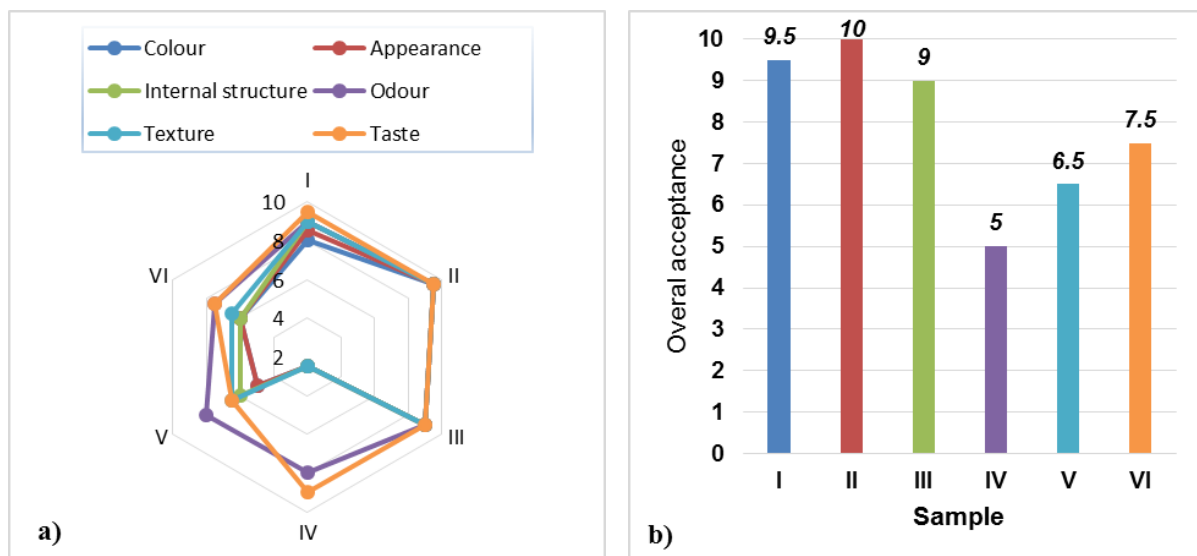 Colour Appearance
Internal structure Odour
Texture Taste
I
10
8
6
4
2
VI
II
V
III
IV
a)
Overal acceptance
10
9
8
7
6
5
4
3
2
1
0
9.5
10
9
5
6.5
7.5
I II III IV V VI
Sample
b)